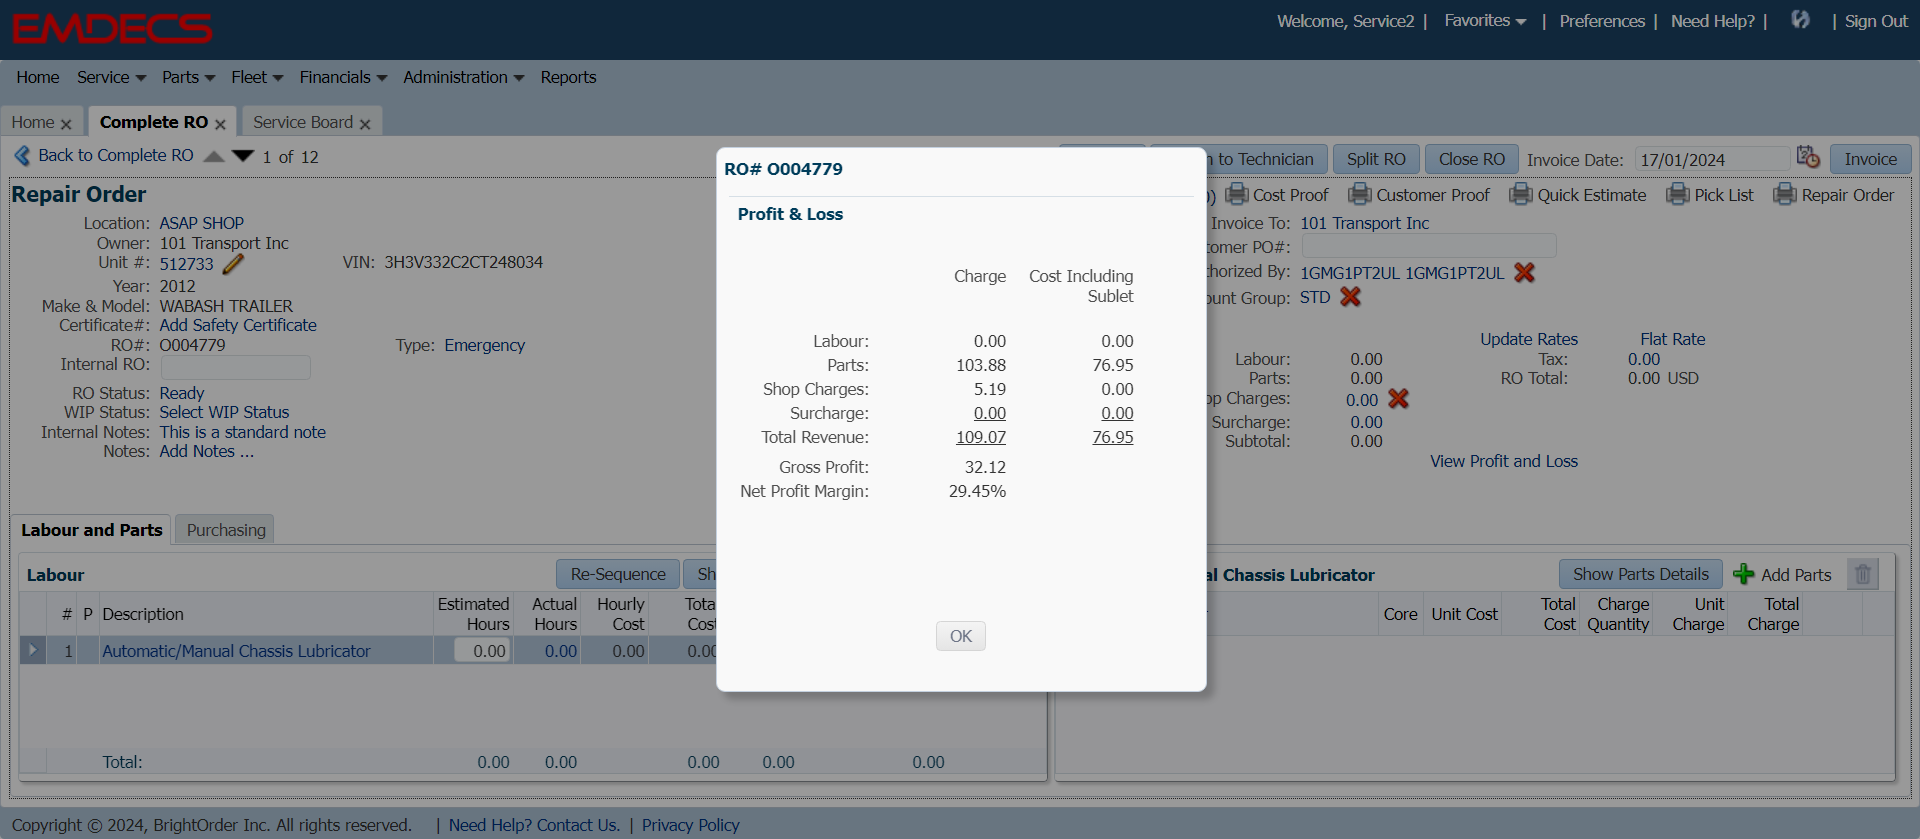 EMDECS
Welcome, Service2 | Favorites | Preferences | Need Help? | | Sign Out
Home Service Parts Fleet Financials Administration Reports
Home Complete RO Service Board
Back to Complete RO 1 of 12
to Technician Split RO Close RO Invoice Date: 17/01/2024 Invoice
Repair Order
Cost Proof Customer Proof Quick Estimate Pick List Repair Order
Location: ASAP SHOP
Owner: 101 Transport Inc
Unit #: 512733 VIN: 3H3V332C2CT248034
Year: 2012
Make & Model: WABASH TRAILER
Certificate#: Add Safety Certificate
RO#: O004779 Type: Emergency
Internal RO:
RO Status: Ready
WIP Status: Select WIP Status
Internal Notes: This is a standard note
Notes: Add Notes ...
Invoice To: 101 Transport Inc
tomer PO#:
thorized By: 1GMG1PT2UL 1GMG1PT2UL
ount Group: STD
Update Rates Flat Rate
Labour: 0.00 Tax: 0.00
Parts: 0.00 RO Total: 0.00 USD
op Charges: 0.00
Surcharge: 0.00
Subtotal: 0.00
View Profit and Loss
RO# O004779
Profit & Loss
Charge Cost Including
Sublet
Labour: 0.00 0.00
Parts: 103.88 76.95
Shop Charges: 5.19 0.00
Surcharge: 0.00 0.00
Total Revenue: 109.07 76.95
Gross Profit: 32.12
Net Profit Margin: 29.45%
OK
Labour and Parts Purchasing
Labour Re-Sequence Sh
# P Description Estimated Hours Actual Hours Hourly Cost Tota Cos
1 Automatic/Manual Chassis Lubricator 0.00 0.00 0.00 0.00
Total: 0.00 0.00 0.00 0.00 0.00
al Chassis Lubricator Show Parts Details Add Parts
Core Unit Cost Total Cost Charge Quantity Unit Charge Total Charge
Copyright © 2024, BrightOrder Inc. All rights reserved. | Need Help? Contact Us. | Privacy Policy